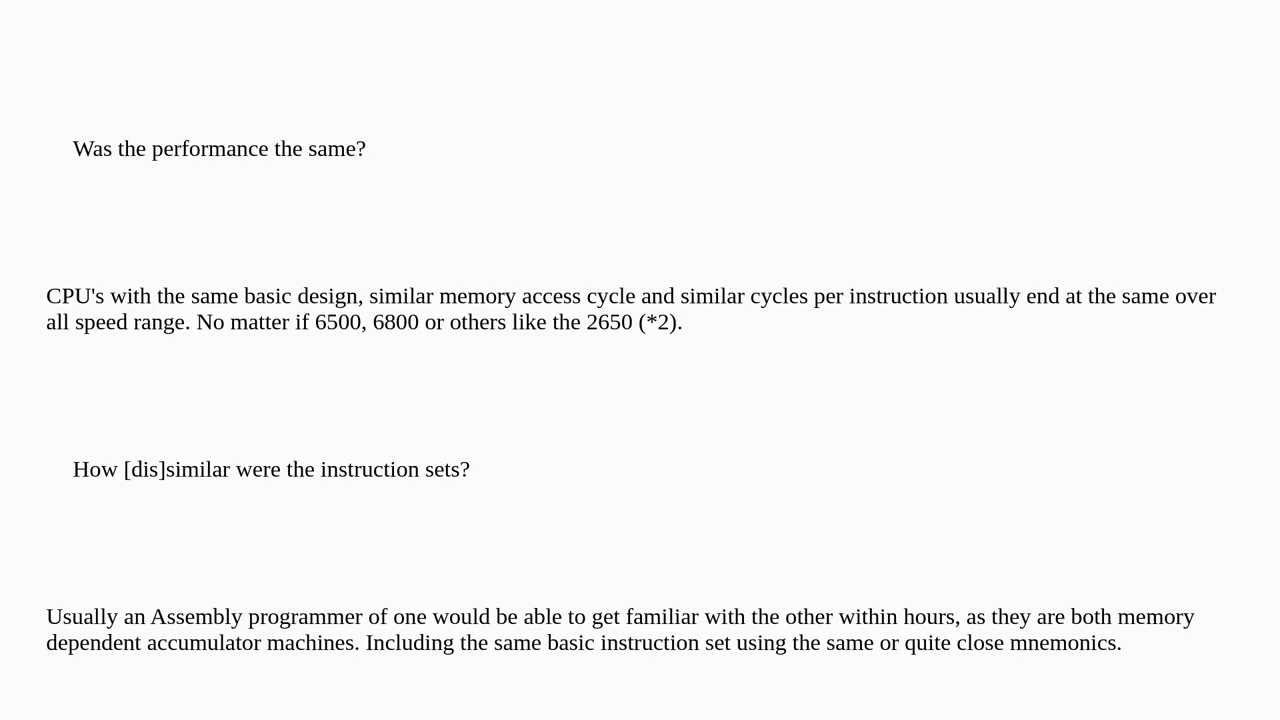 Was the performance the same?
CPU's with the same basic design, similar memory access cycle and similar cycles per instruction usually end at the same over
all speed range. No matter if 6500, 6800 or others like the 2650 (*2).
How [dis]similar were the instruction sets?
Usually an Assembly programmer of one would be able to get familiar with the other within hours, as they are both memory
dependent accumulator machines. Including the same basic instruction set using the same or quite close mnemonics.